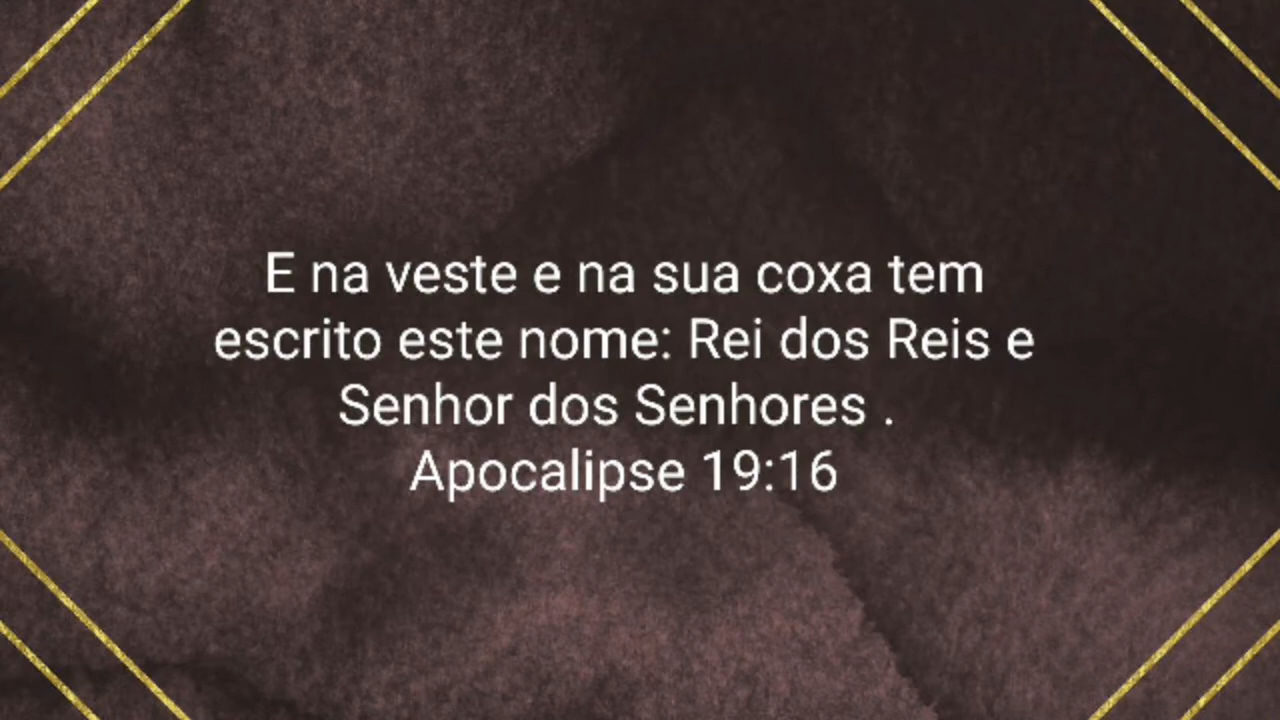 E na veste e na sua coxa tem
escrito este nome: Rei dos Reis e
Senhor dos Senhores .
Apocalipse 19:16